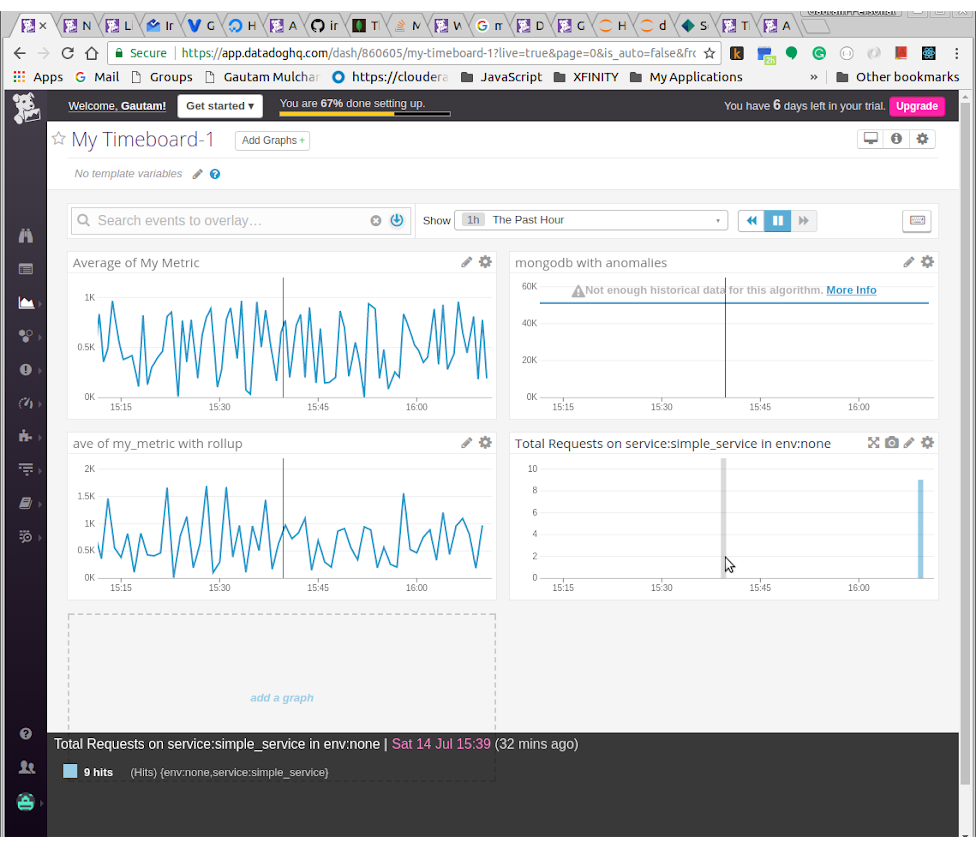 N L Ir G H A ir T M W m D G H d S A
Secure https://app.datadoghq.com/dash/860605/my-timeboard-1?live=true&page=0&is_auto=false&frc
Apps G Mail Groups Gautam Mulchar https://cloudera JavaScript XFINITY My Applications » Other bookmarks
Welcome, Gautam! Get started ▾ You are 67% done setting up. You have 6 days left in your trial. Upgrade
My Timeboard-1 Add Graphs +
No template variables
Search events to overlay… Show 1h The Past Hour
Average of My Metric
1K
0.5K
0K
15:15 15:30 15:45 16:00
mongodb with anomalies
Not enough historical data for this algorithm. More Info
60K
40K
20K
0K
15:15 15:30 15:45 16:00
ave of my_metric with rollup
2K
1.5K
1K
0.5K
0K
15:15 15:30 15:45 16:00
Total Requests on service:simple_service in env:none
10
8
6
4
2
0
15:15 15:30 15:45 16:00
add a graph
Total Requests on service:simple_service in env:none | Sat 14 Jul 15:39 (32 mins ago)
9 hits (Hits) {env:none,service:simple_service}